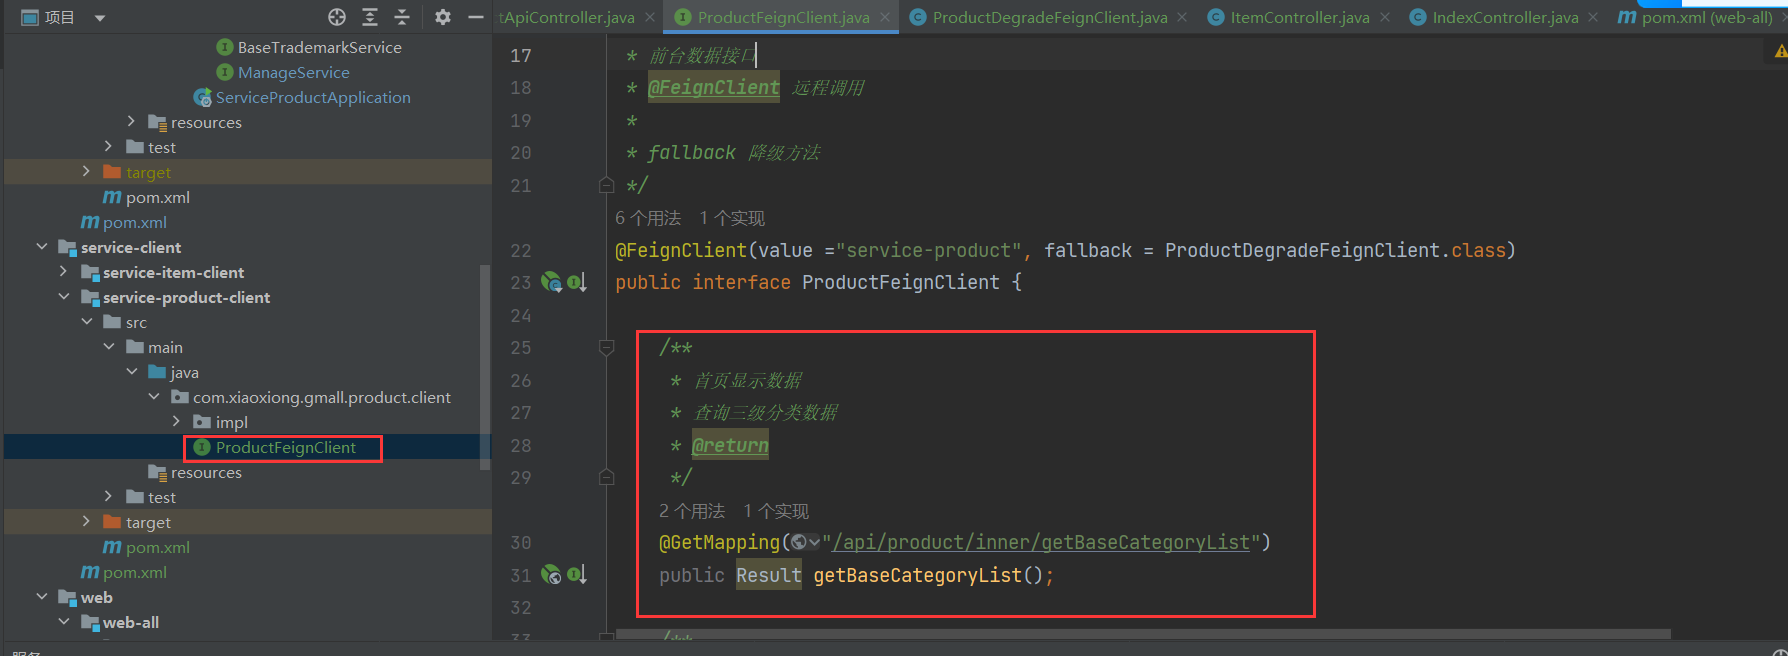 项目
BaseTrademarkService
ManageService
ServiceProductApplication
resources
test
target
pom.xml
pom.xml
service-client
service-item-client
service-product-client
src
main
java
com.xiaoxiong.gmall.product.client
impl
ProductFeignClient
resources
test
target
pom.xml
pom.xml
web
web-all
tApiController.java ProductFeignClient.java ProductDegradeFeignClient.java ItemController.java IndexController.java pom.xml (web-all)
17 * 前台数据接口
18 * @FeignClient 远程调用
19 *
20 * fallback 降级方法
21 */
6 个用法 1 个实现
22 @FeignClient(value ="service-product", fallback = ProductDegradeFeignClient.class)
23 public interface ProductFeignClient {
24
25 /**
26 * 首页显示数据
27 * 查询三级分类数据
28 * @return
29 */
2 个用法 1 个实现
30 @GetMapping("/api/product/inner/getBaseCategoryList")
31 public Result getBaseCategoryList();
32
33 /**